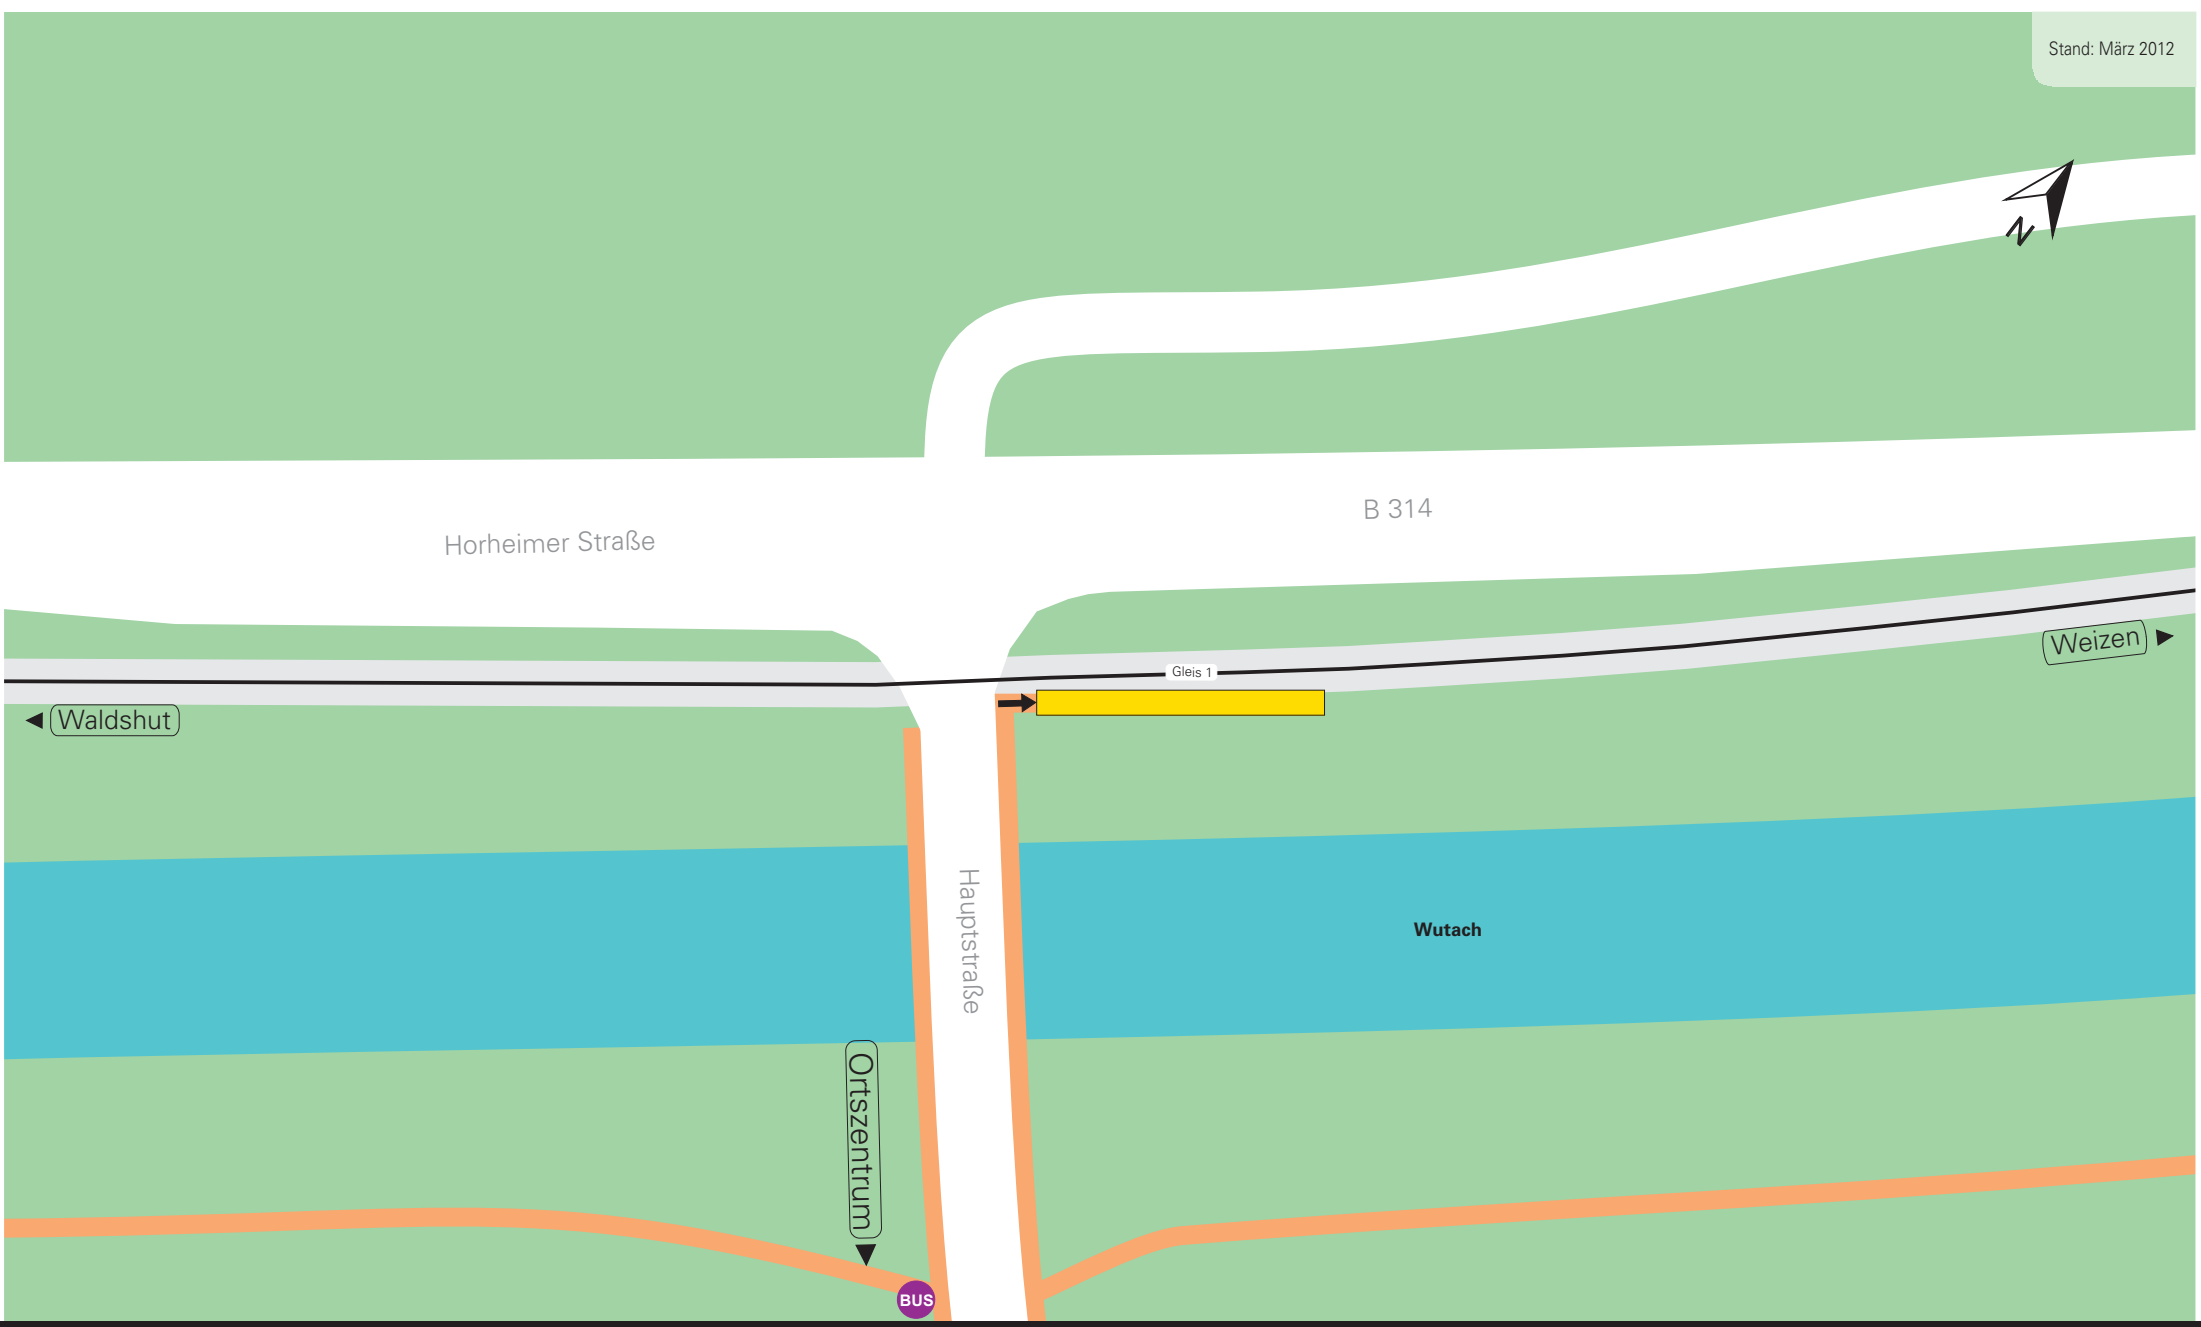 Stand: März 2012
N
B 314
Horheimer Straße
Weizen
Gleis 1
Waldshut
Hauptstraße
Wutach
Ortszentrum
BUS